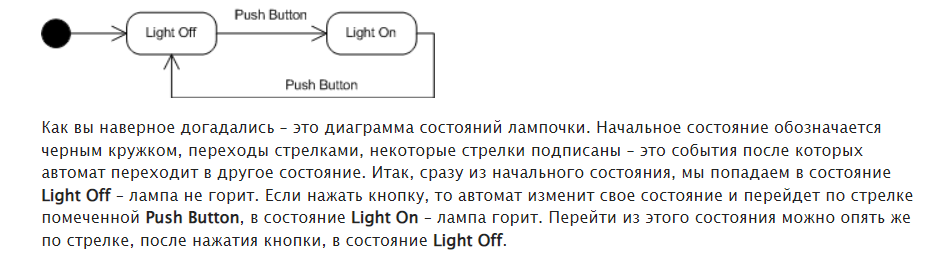 Push Button
Light Off
Light On
Push Button
Как вы наверное догадались – это диаграмма состояний лампочки. Начальное состояние обозначается
черным кружком, переходы стрелками, некоторые стрелки подписаны – это события после которых
автомат переходит в другое состояние. Итак, сразу из начального состояния, мы попадаем в состояние
Light Off – лампа не горит. Если нажать кнопку, то автомат изменит свое состояние и перейдет по стрелке
помеченной Push Button, в состояние Light On – лампа горит. Перейти из этого состояния можно опять же
по стрелке, после нажатия кнопки, в состояние Light Off.